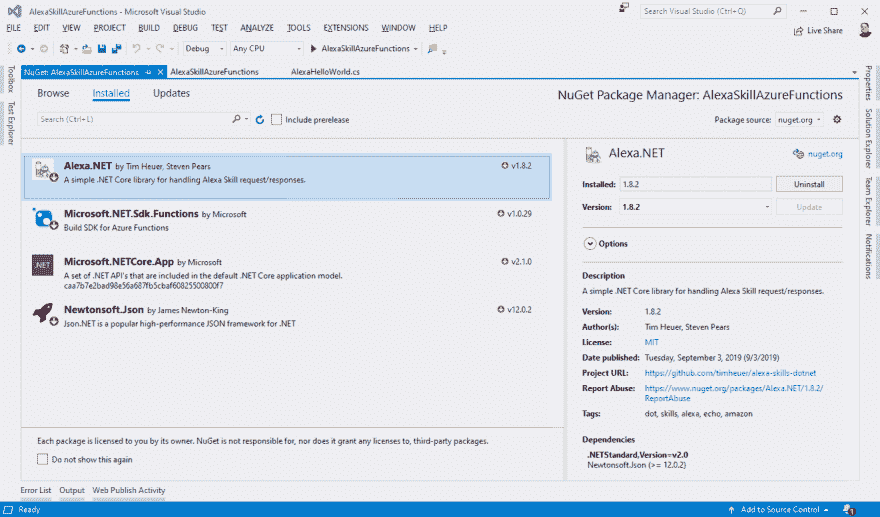 AlexaSkillAzureFunctions - Microsoft Visual Studio
Search Visual Studio (Ctrl+Q)
FILE EDIT VIEW PROJECT BUILD DEBUG TEST ANALYZE TOOLS EXTENSIONS WINDOW HELP
Live Share
Debug Any CPU AlexaSkillAzureFunctions
NuGet: AlexaSkillAzureFunctions AlexaSkillAzureFunctions AlexaHelloWorld.cs
Toolbox
Test Explorer
Browse Installed Updates
NuGet Package Manager: AlexaSkillAzureFunctions
Search (Ctrl+L) Include prerelease
Package source: nuget.org
Alexa.NET by Tim Heuer, Steven Pears v1.8.2
A simple .NET Core library for handling Alexa Skill request/responses.
Microsoft.NET.Sdk.Functions by Microsoft v1.0.29
Build SDK for Azure Functions
.NET
Microsoft.NETCore.App by Microsoft v2.1.0
A set of .NET API's that are included in the default .NET Core application model.
caa7b7e2bad98e56a687fb5cbaf60825500800f7
Newtonsoft.Json by James Newton-King v12.0.2
Json.NET is a popular high-performance JSON framework for .NET
Each package is licensed to you by its owner. NuGet is not responsible for, nor does it grant any licenses to, third-party packages.
Do not show this again
Alexa.NET nuget.org
Installed: 1.8.2 Uninstall
Version: 1.8.2 Update
Options
Description
A simple .NET Core library for handling Alexa Skill request/responses.
Version: 1.8.2
Author(s): Tim Heuer, Steven Pears
License: MIT
Date published: Tuesday, September 3, 2019 (9/3/2019)
Project URL: https://github.com/timheuer/alexa-skills-dotnet
Report Abuse: https://www.nuget.org/packages/Alexa.NET/1.8.2/
ReportAbuse
Tags: dot, skills, alexa, echo, amazon
Dependencies
.NETStandard,Version=v2.0
Newtonsoft.Json (>= 12.0.2)
Properties
Solution Explorer
Team Explorer
Notifications
Error List Output Web Publish Activity
Ready
Add to Source Control
1